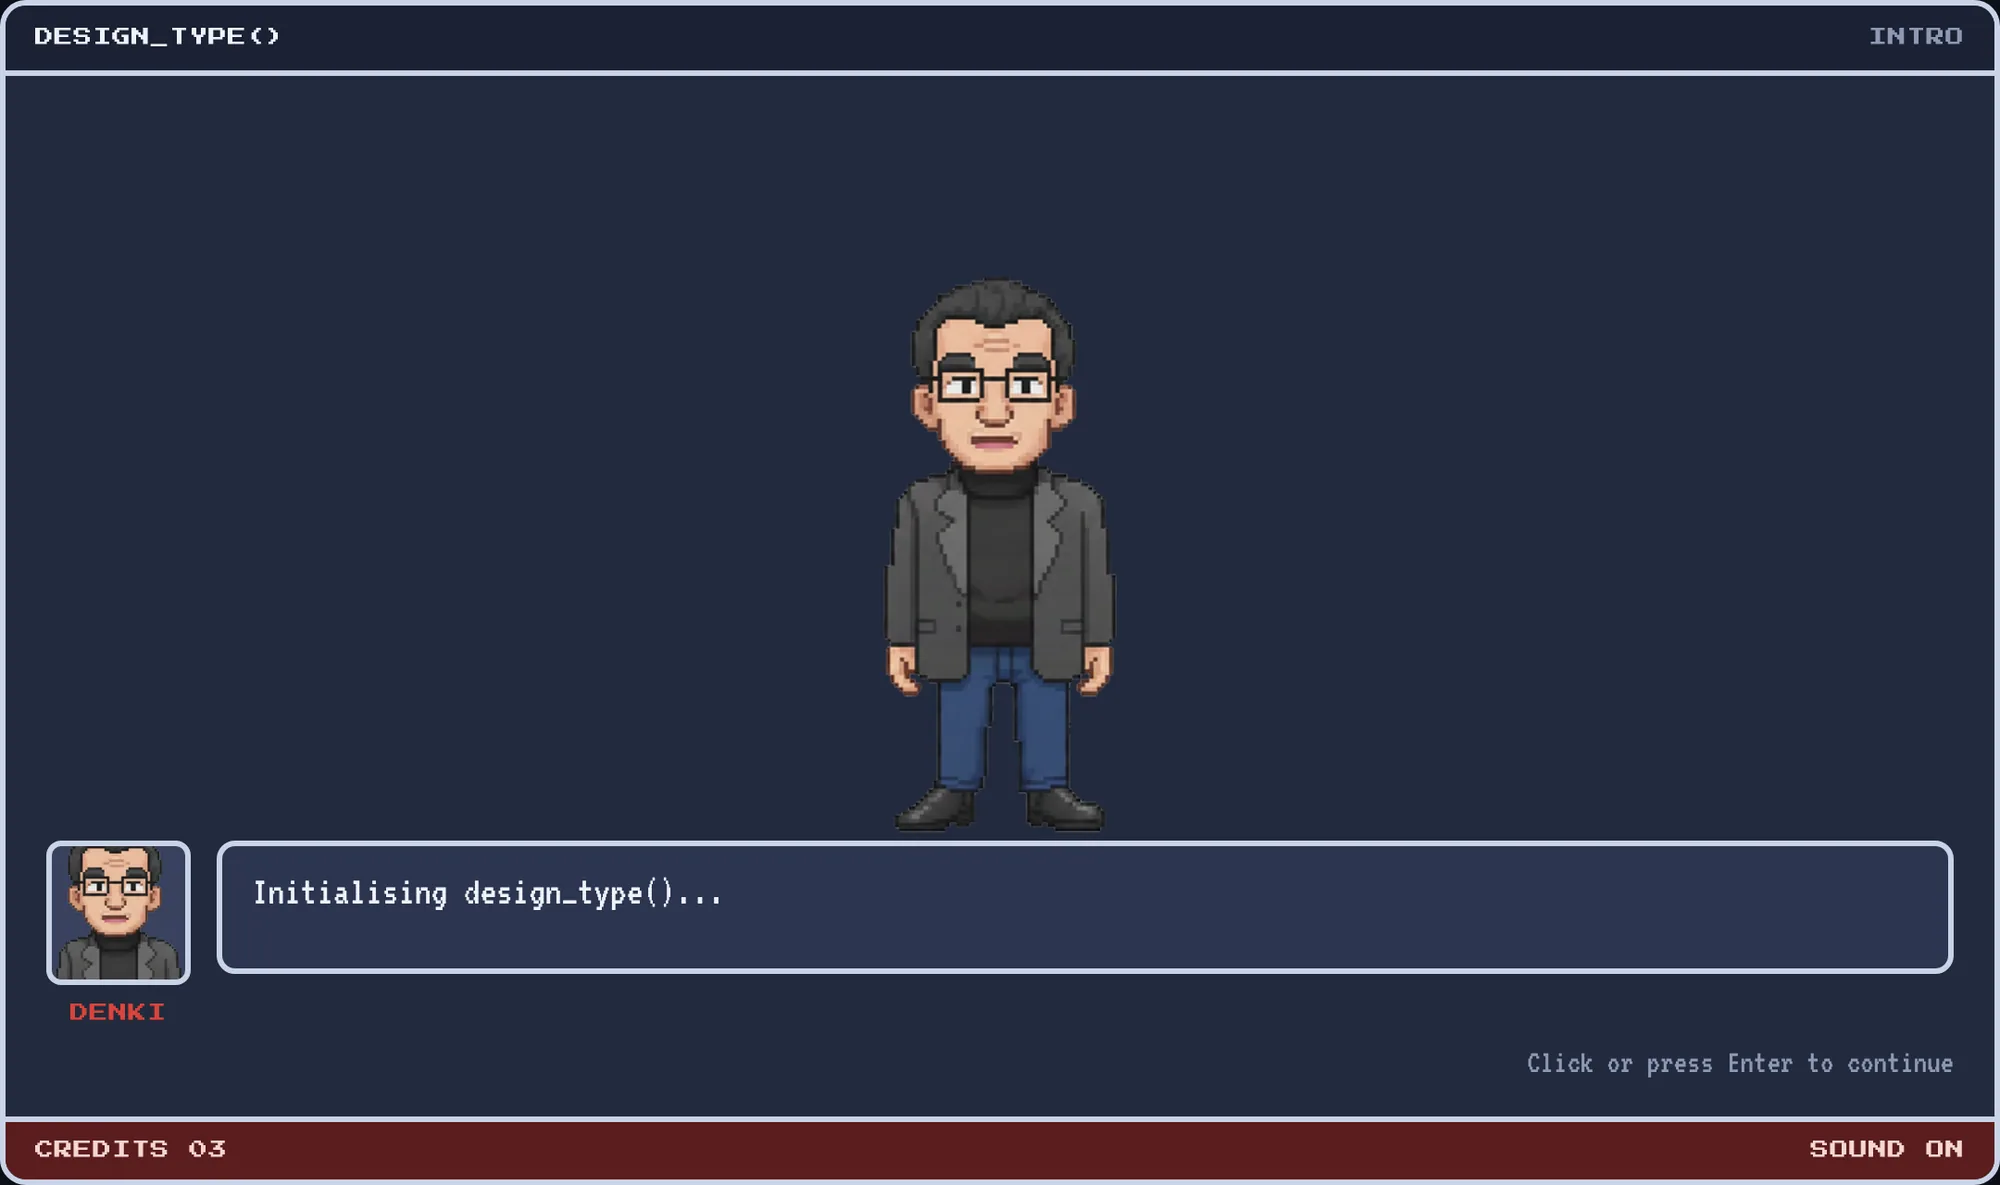 DESIGN_TYPE()
INTRO
Initialising design_type()...
DENKI
Click or press Enter to continue
CREDITS 03
SOUND ON